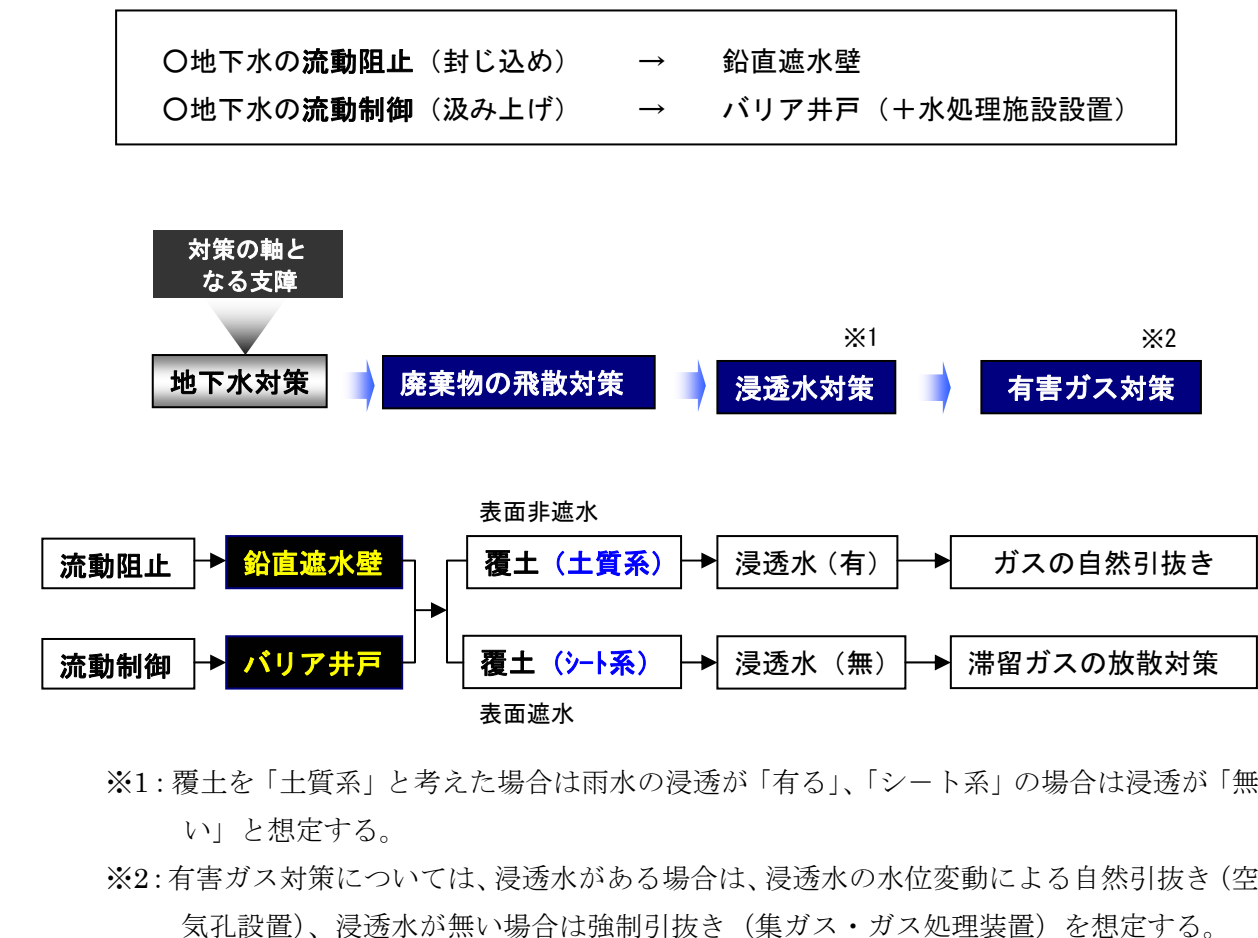 〇地下水の流動阻止（封じ込め） → 鉛直遮水壁
〇地下水の流動制御（汲み上げ） → バリア井戸（＋水処理施設設置）
対策の軸と
なる支障
※1
※2
地下水対策
廃棄物の飛散対策
浸透水対策
有害ガス対策
表面非遮水
流動阻止
鉛直遮水壁
覆土（土質系）
浸透水（有）
ガスの自然引抜き
流動制御
バリア井戸
覆土（ｼｰﾄ系）
浸透水（無）
滞留ガスの放散対策
表面遮水
※1：覆土を「土質系」と考えた場合は雨水の浸透が「有る」、「シート系」の場合は浸透が「無
い」と想定する。
※2：有害ガス対策については、浸透水がある場合は、浸透水の水位変動による自然引抜き（空
気孔設置）、浸透水が無い場合は強制引抜き（集ガス・ガス処理装置）を想定する。